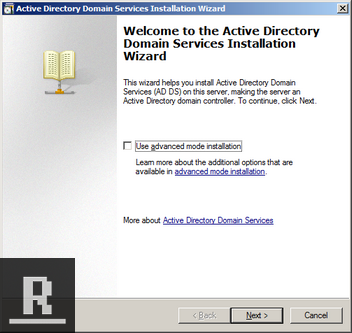 Active Directory Domain Services Installation Wizard
Welcome to the Active Directory
Domain Services Installation
Wizard
This wizard helps you install Active Directory Domain
Services (AD DS) on this server, making the server an
Active Directory domain controller. To continue, click Next.
Use advanced mode installation
Learn more about the additional options that are
available in advanced mode installation.
More about Active Directory Domain Services
R
< Back
Next >
Cancel